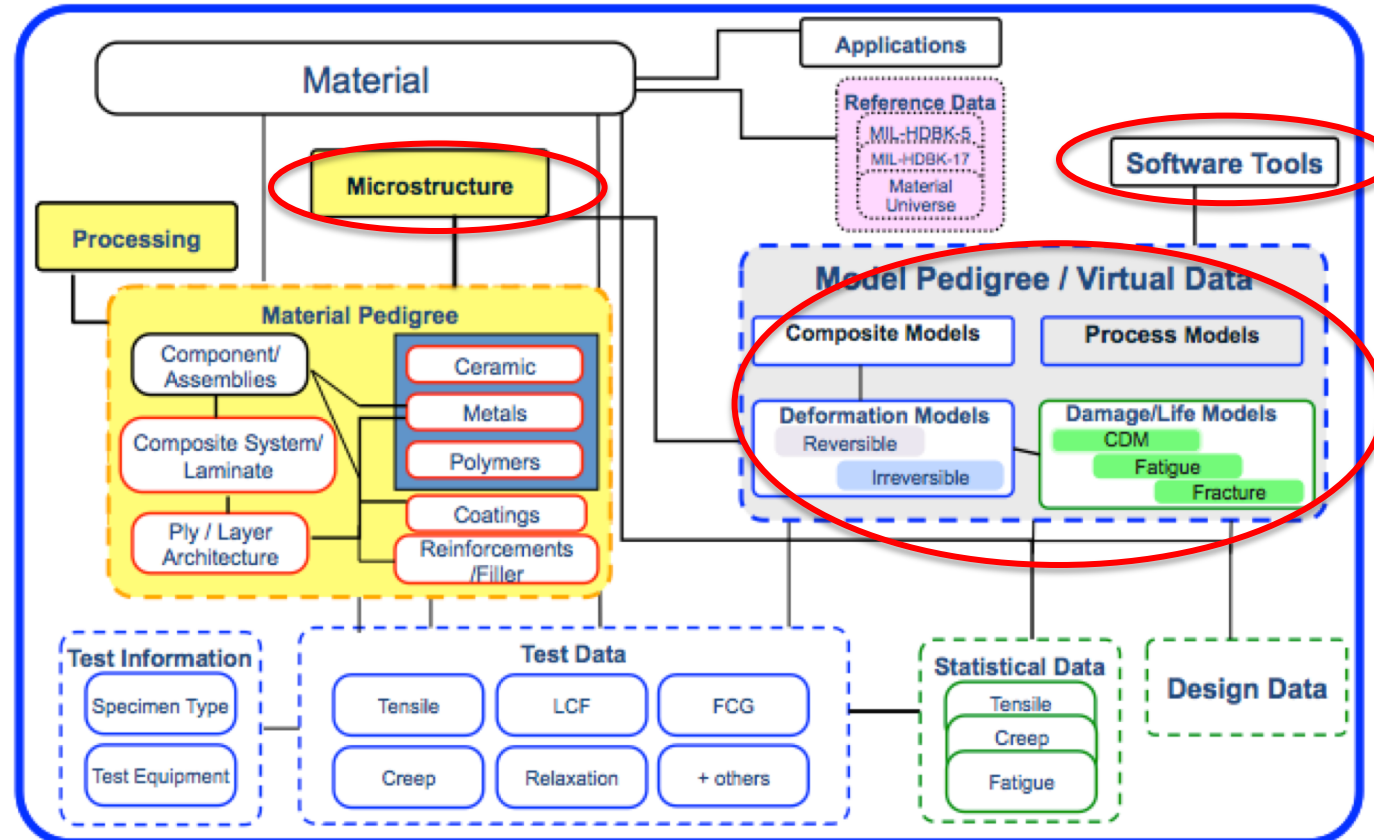 Applications
Material
Reference Data
MIL-HDBK-5
MIL-HDBK-17
Material
Universe
Software Tools
Microstructure
Processing
Model Pedigree / Virtual Data
Material Pedigree
Composite Models
Process Models
Component/
Assemblies
Ceramic
Metals
Polymers
Composite System/
Laminate
Deformation Models
Reversible
Irreversible
Damage/Life Models
CDM
Fatigue
Fracture
Ply / Layer
Architecture
Coatings
Reinforcements
/Filler
Test Information
Specimen Type
Test Equipment
Test Data
Tensile
LCF
FCG
Creep
Relaxation
+ others
Statistical Data
Tensile
Creep
Fatigue
Design Data